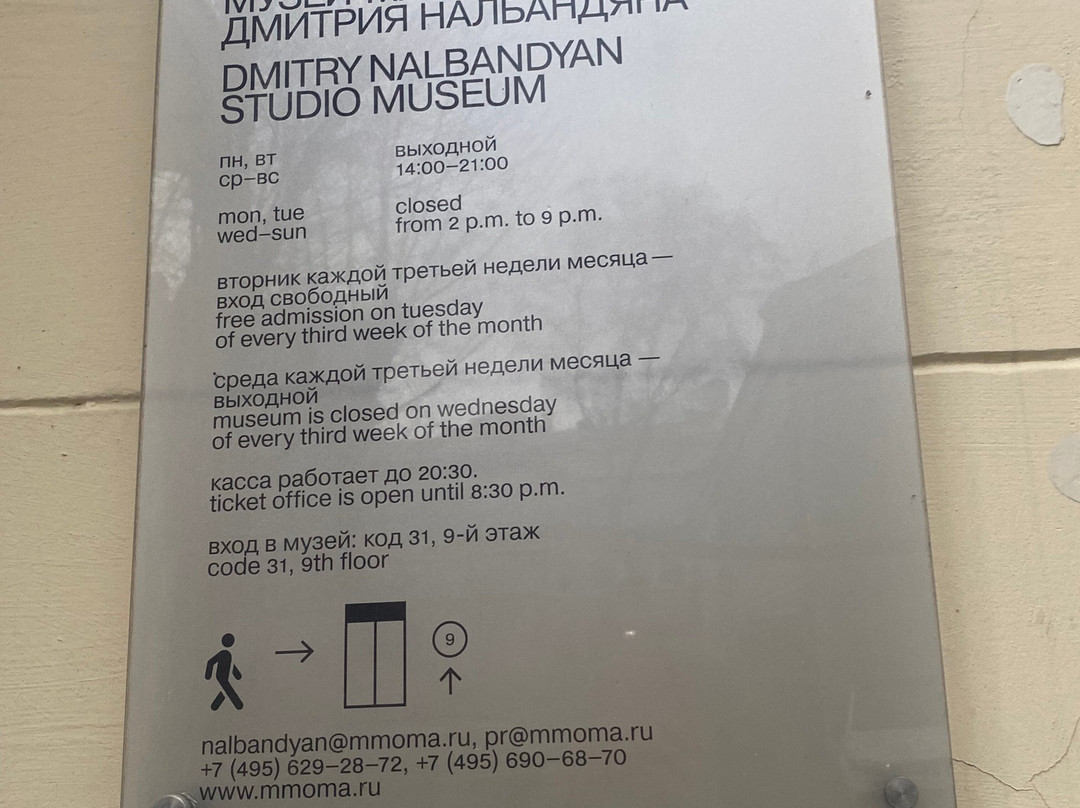 МУЗЕЙ
ДМИТРИЯ НАЛБАНДЯНА
DMITRY NALBANDYAN
STUDIO MUSEUM
пн, вт выходной
ср–вс 14:00–21:00
mon, tue closed
wed–sun from 2 p.m. to 9 p.m.
вторник каждой третьей недели месяца —
вход свободный
free admission on tuesday
of every third week of the month
среда каждой третьей недели месяца —
выходной
museum is closed on wednesday
of every third week of the month
касса работает до 20:30.
ticket office is open until 8:30 p.m.
вход в музей: код 31, 9-й этаж
code 31, 9th floor
9
nalbandyan@mmoma.ru, pr@mmoma.ru
+7 (495) 629–28–72, +7 (495) 690–68–70
www.mmoma.ru